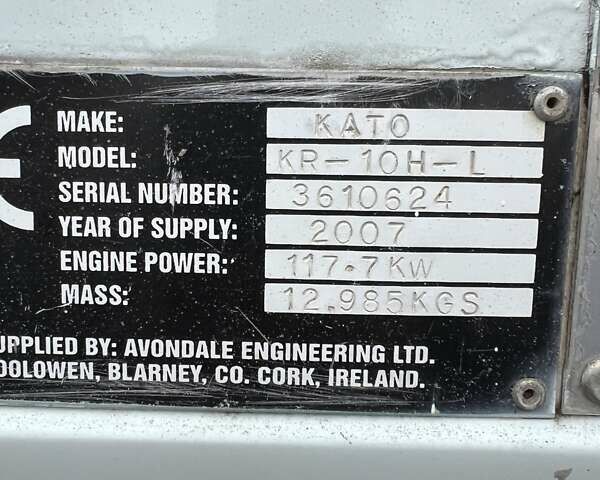 CE
MAKE: KATO
MODEL: KR-10H-L
SERIAL NUMBER: 3610624
YEAR OF SUPPLY: 2007
ENGINE POWER: 117.7KW
MASS: 12.985KGS
UPPLIED BY: AVONDALE ENGINEERING LTD.
OOLOWEN, BLARNEY, CO. CORK, IRELAND.